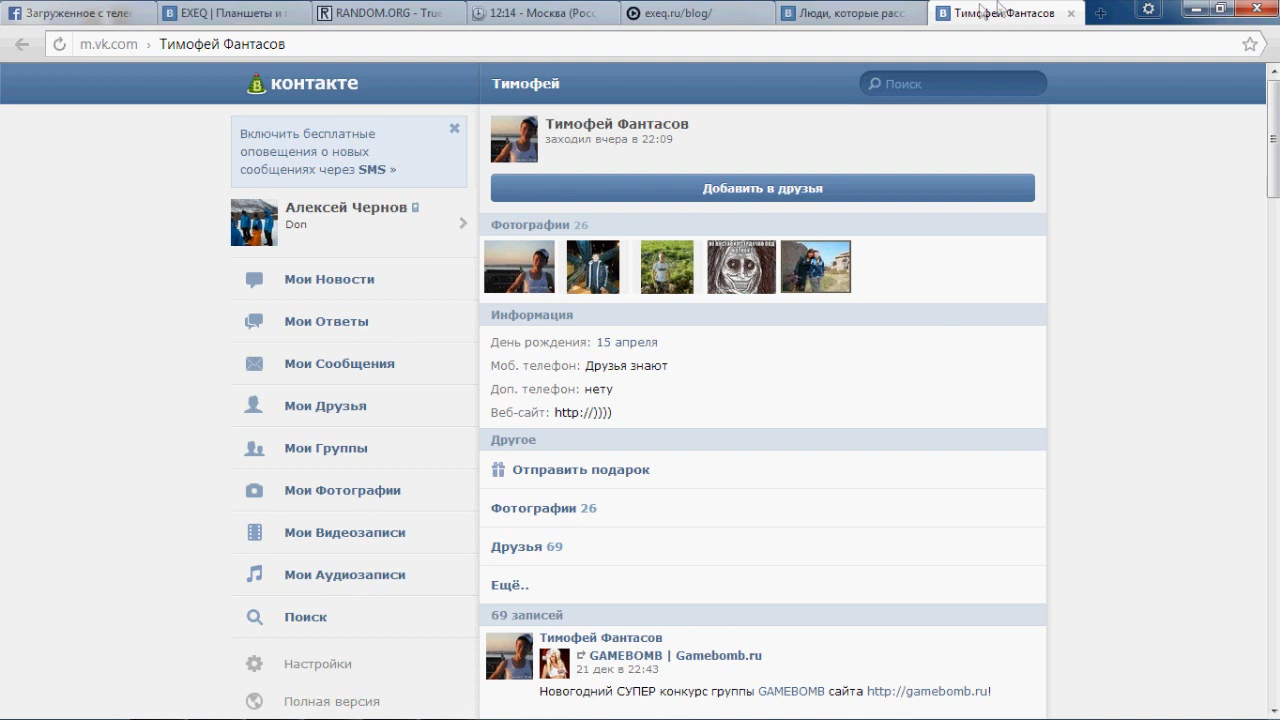 Загруженное с теле
EXEQ | Планшеты и
RANDOM.ORG - True
12:14 - Москва (Росс
exeq.ru/blog/
Люди, которые расс
Тимофей Фантасов
m.vk.com › Тимофей Фантасов
В контакте
Тимофей
Поиск
Включить бесплатные
оповещения о новых
сообщениях через SMS »
Алексей Чернов
Don
Мои Новости
Мои Ответы
Мои Сообщения
Мои Друзья
Мои Группы
Мои Фотографии
Мои Видеозаписи
Мои Аудиозаписи
Поиск
Настройки
Полная версия
Тимофей Фантасов
заходил вчера в 22:09
Добавить в друзья
Фотографии 26
Информация
День рождения: 15 апреля
Моб. телефон: Друзья знают
Доп. телефон: нету
Веб-сайт: http://))))
Другое
Отправить подарок
Фотографии 26
Друзья 69
Ещё..
69 записей
Тимофей Фантасов
GAMEBOMB | Gamebomb.ru
21 дек в 22:43
Новогодний СУПЕР конкурс группы GAMEBOMB сайта http://gamebomb.ru!